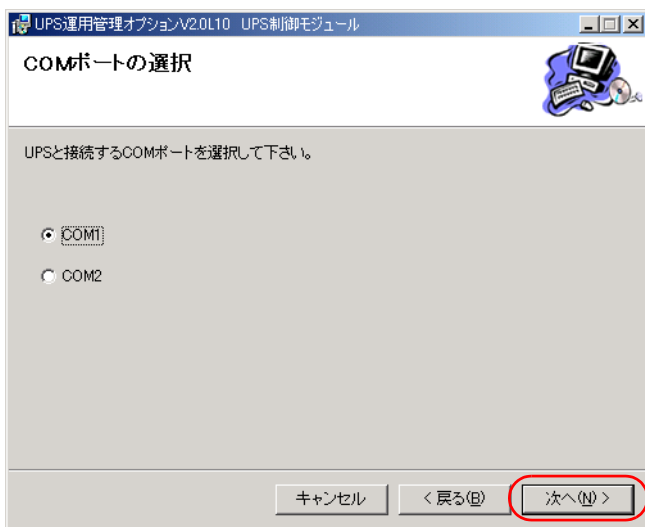 UPS運用管理オプションV2.0L10 UPS制御モジュール
COMポートの選択
UPSと接続するCOMポートを選択して下さい。
COM1
COM2
キャンセル
< 戻る(B)
次へ(N) >